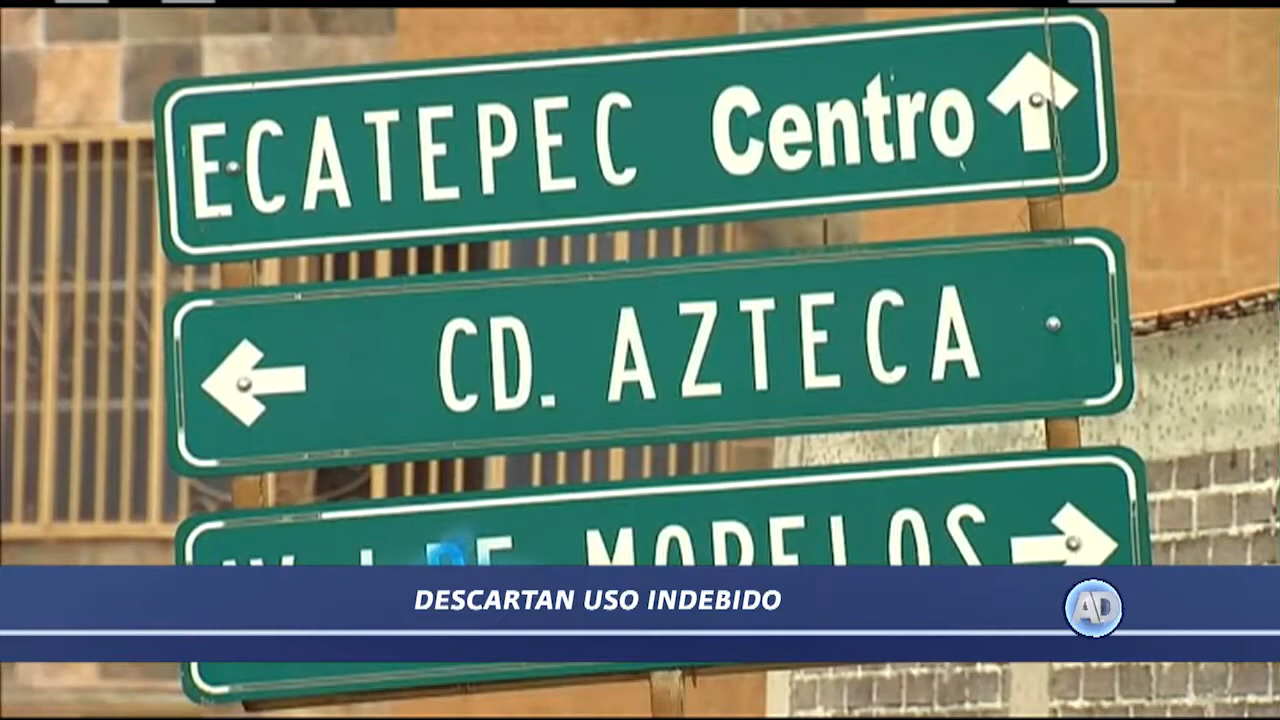 ECATEPEC Centro
CD. AZTECA
MORELOS
DESCARTAN USO INDEBIDO
AD